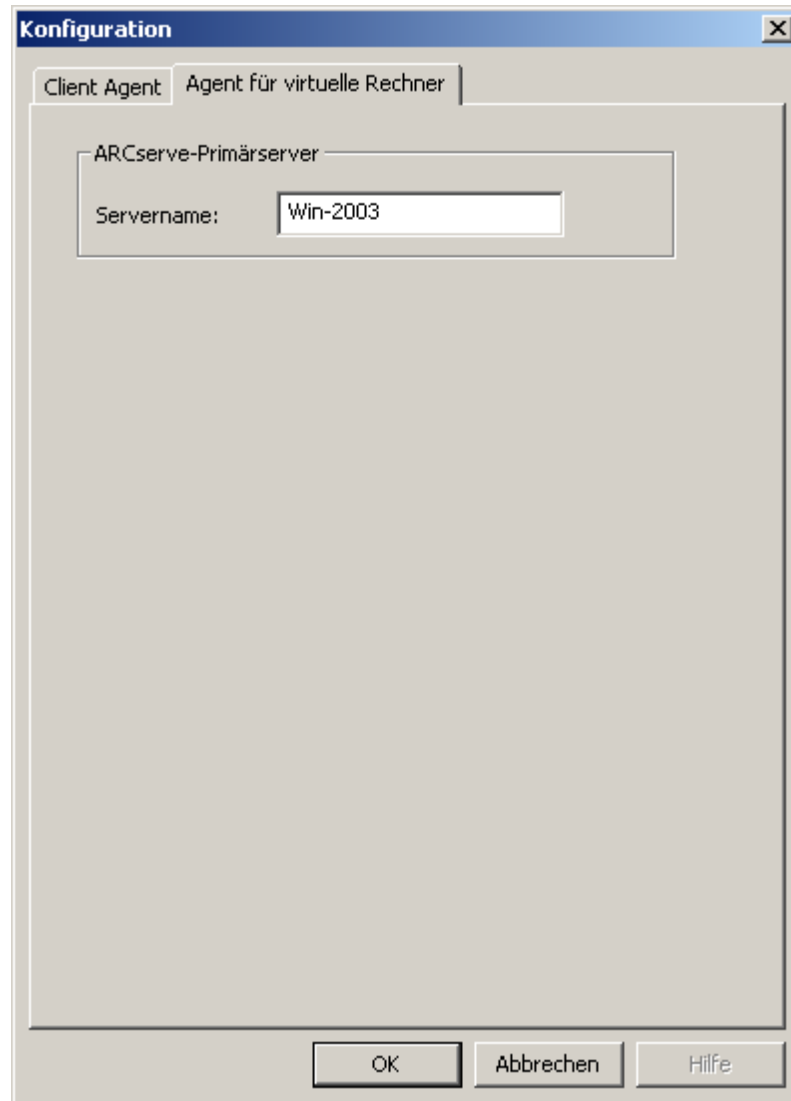 Konfiguration
Client Agent Agent für virtuelle Rechner
ARCserve-Primärserver
Servername: Win-2003
OK Abbrechen Hilfe